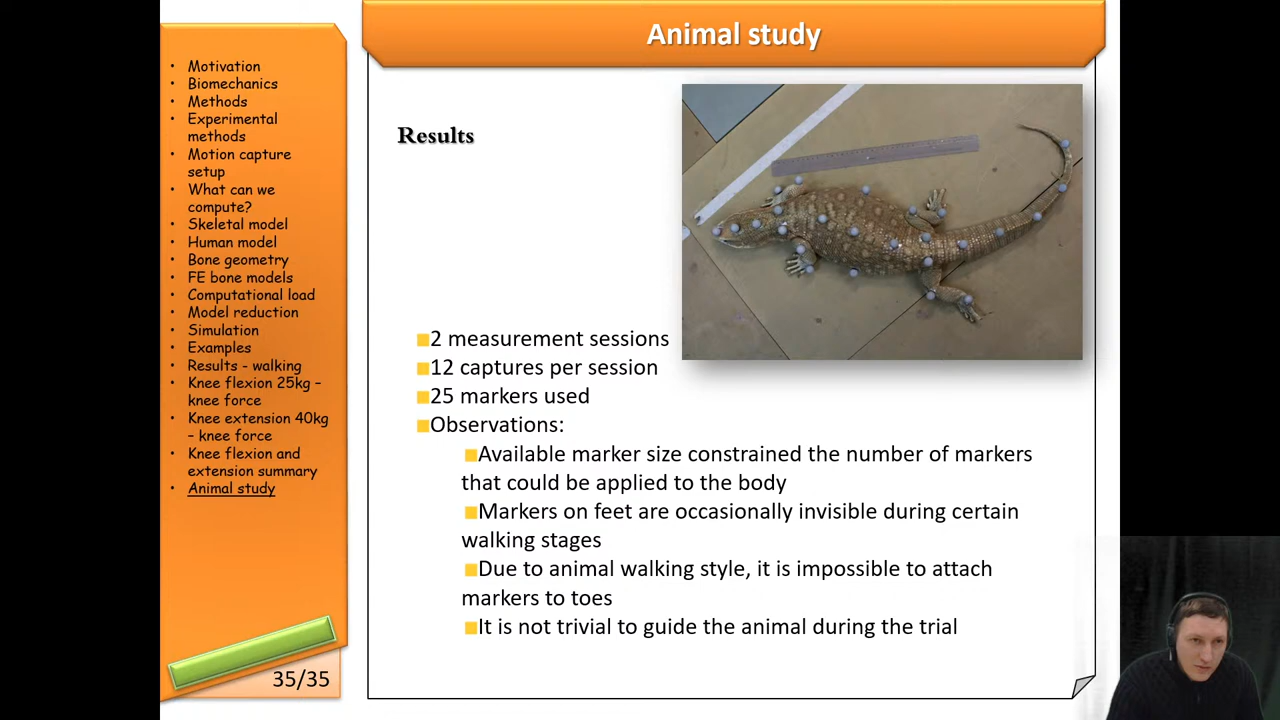 Animal study
• Motivation
• Biomechanics
• Methods
• Experimental
methods
• Motion capture
setup
• What can we
compute?
• Skeletal model
• Human model
• Bone geometry
• FE bone models
• Computational load
• Model reduction
• Simulation
• Examples
• Results - walking
• Knee flexion 25kg –
knee force
• Knee extension 40kg
– knee force
• Knee flexion and
extension summary
• Animal study
35/35
Results
2 measurement sessions
12 captures per session
25 markers used
Observations:
Available marker size constrained the number of markers
that could be applied to the body
Markers on feet are occasionally invisible during certain
walking stages
Due to animal walking style, it is impossible to attach
markers to toes
It is not trivial to guide the animal during the trial